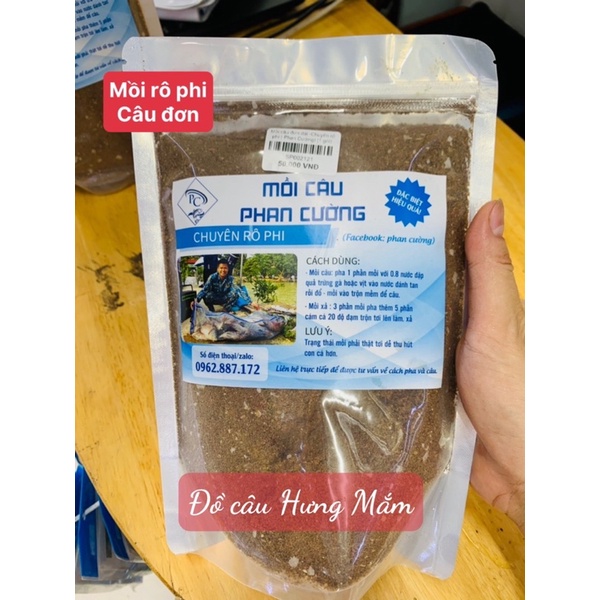 Mồi rô phi
Câu đơn
SP002131
50,000 VNĐ
PC
MỒI CÂU
PHAN CƯỜNG
ĐẶC BIỆT
HIỆU QUẢ!
CHUYÊN RÔ PHI
(Facebook: phan cường)
CÁCH DÙNG:
- Mồi câu: pha 1 phần mồi với 0.8 nước đập
quả trứng gà hoặc vịt vào nước đánh tan
rồi đổ - mồi vào trộn mềm để câu.
- Mồi xả : 3 phần mồi pha thêm 5 phần
cám cá 20 độ đạm trộn tơi lên làm. xả
LƯU Ý:
Trạng thái mồi phải thật tơi dễ thu hút
con cá hơn.
Số điện thoại/zalo:
0962.887.172
Liên hệ trực tiếp để được tư vấn về cách pha và câu.
Đồ câu Hưng Mắm